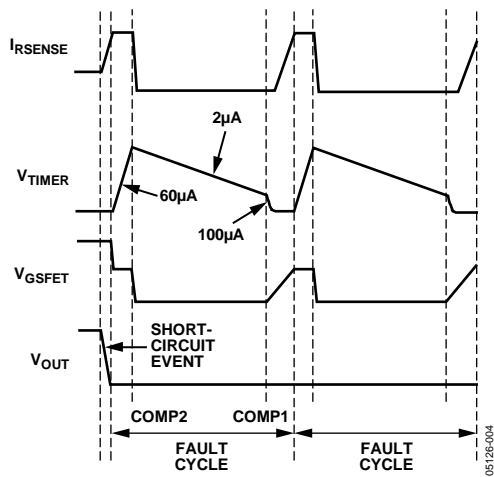 IRSENSE
2µA
VTIMER
60µA
100µA
VGSFET
SHORT-
CIRCUIT
EVENT
VOUT
COMP2 COMP1
FAULT
CYCLE
FAULT
CYCLE
05126-004